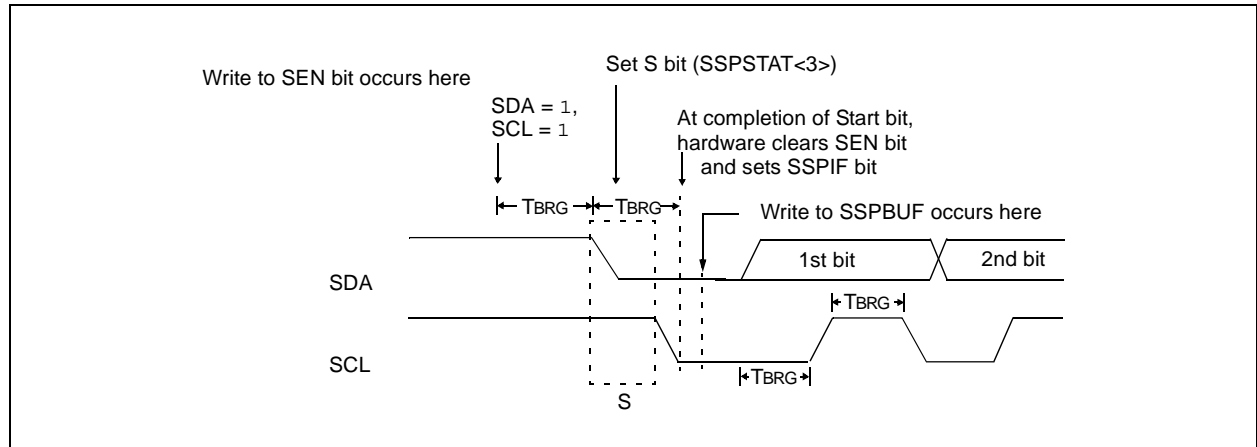 Write to SEN bit occurs here
Set S bit (SSPSTAT<3>)
SDA = 1,
SCL = 1
At completion of Start bit,
hardware clears SEN bit
and sets SSPIF bit
TBRG
TBRG
Write to SSPBUF occurs here
SDA
1st bit
2nd bit
TBRG
SCL
TBRG
S